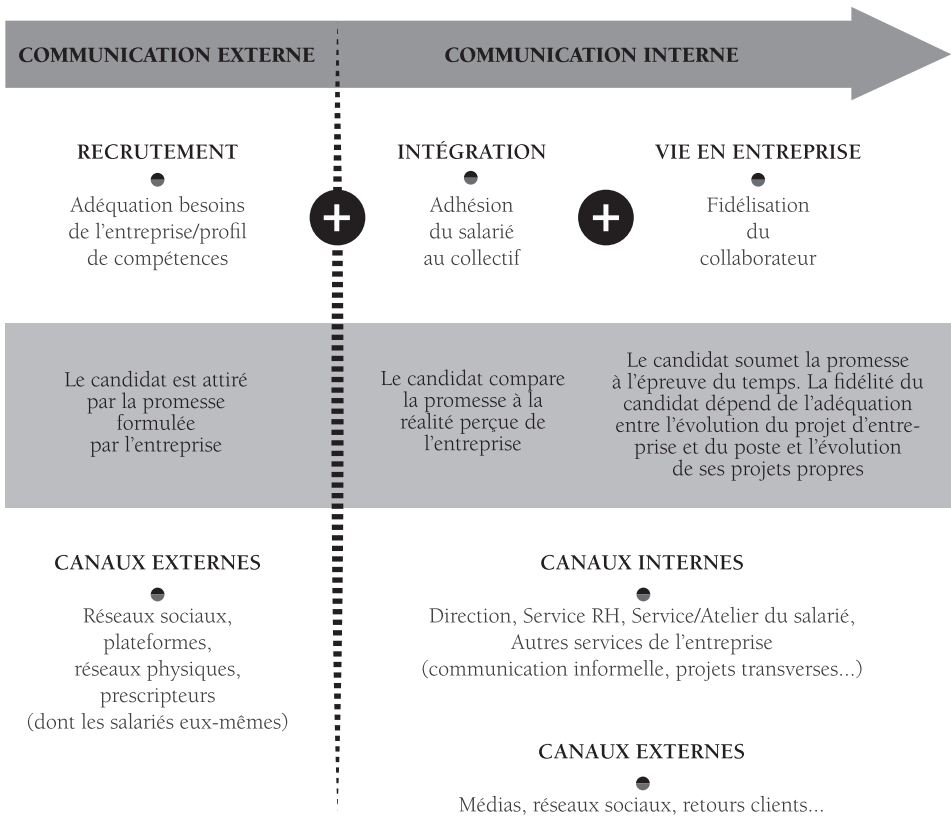 COMMUNICATION EXTERNE
COMMUNICATION INTERNE
RECRUTEMENT
Adéquation besoins
de l'entreprise/profil
de compétences
+
INTÉGRATION
Adhésion
du salarié
au collectif
+
VIE EN ENTREPRISE
Fidélisation
du
collaborateur
Le candidat est attiré
par la promesse
formulée
par l'entreprise
Le candidat compare
la promesse à la
réalité perçue de
l'entreprise
Le candidat soumet la promesse
à l'épreuve du temps. La fidélité du
candidat dépend de l'adéquation
entre l'évolution du projet d'entre-
prise et du poste et l'évolution
de ses projets propres
CANAUX EXTERNES
Réseaux sociaux,
plateformes,
réseaux physiques,
prescripteurs
(dont les salariés eux-mêmes)
CANAUX INTERNES
Direction, Service RH, Service/Atelier du salarié,
Autres services de l'entreprise
(communication informelle, projets transverses...)
CANAUX EXTERNES
Médias, réseaux sociaux, retours clients...